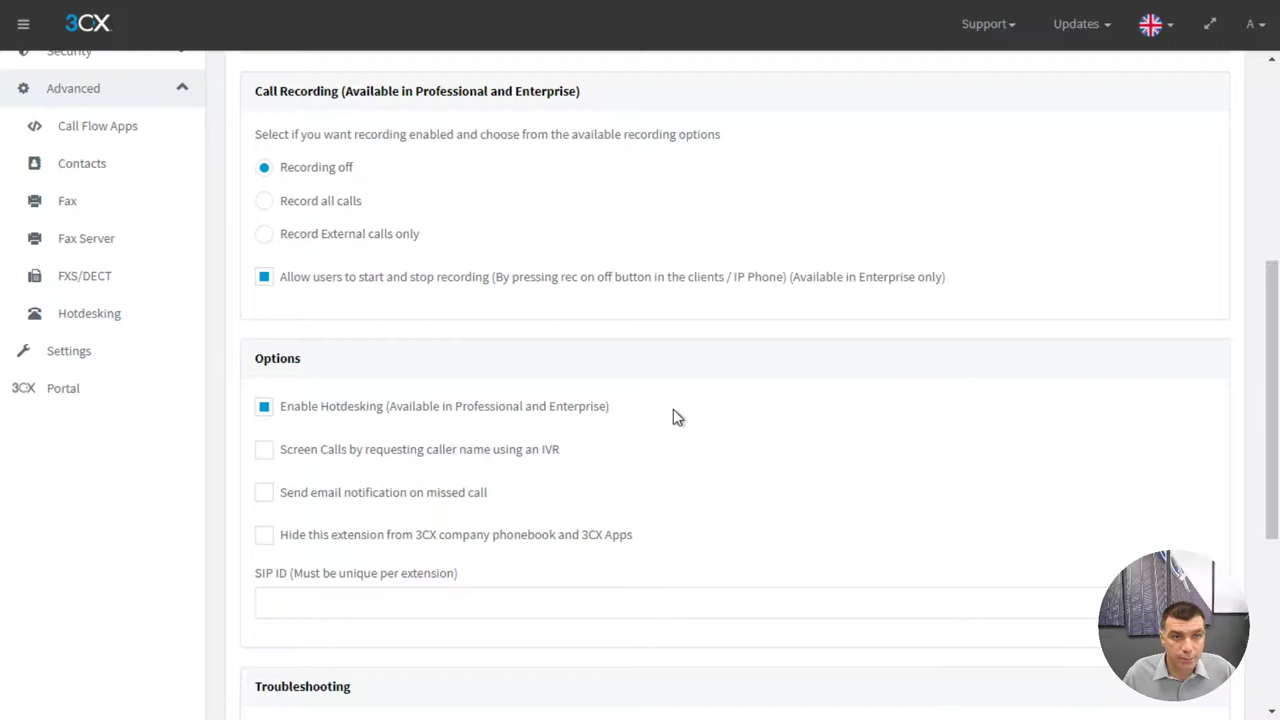 3CX
Support
Updates
A
Security
Advanced
Call Flow Apps
Contacts
Fax
Fax Server
FXS/DECT
Hotdesking
Settings
3CX Portal
Call Recording (Available in Professional and Enterprise)
Select if you want recording enabled and choose from the available recording options
Recording off
Record all calls
Record External calls only
Allow users to start and stop recording (By pressing rec on off button in the clients / IP Phone) (Available in Enterprise only)
Options
Enable Hotdesking (Available in Professional and Enterprise)
Screen Calls by requesting caller name using an IVR
Send email notification on missed call
Hide this extension from 3CX company phonebook and 3CX Apps
SIP ID (Must be unique per extension)
Troubleshooting